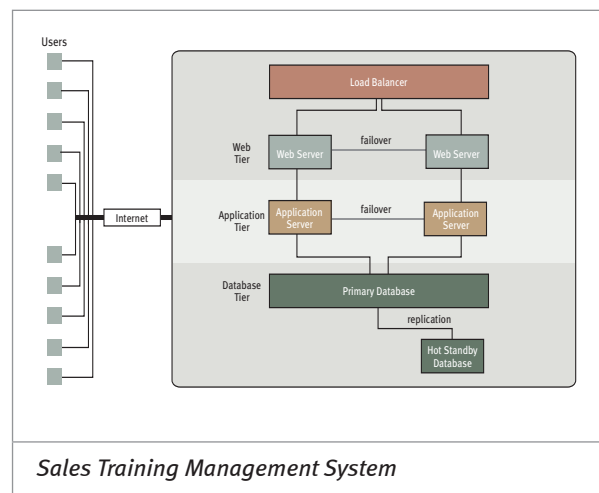 Users
Load Balancer
Web
Tier
Web Server
failover
Web Server
Internet
Application
Tier
Application
Server
failover
Application
Server
Database
Tier
Primary Database
replication
Hot Standby
Database
Sales Training Management System